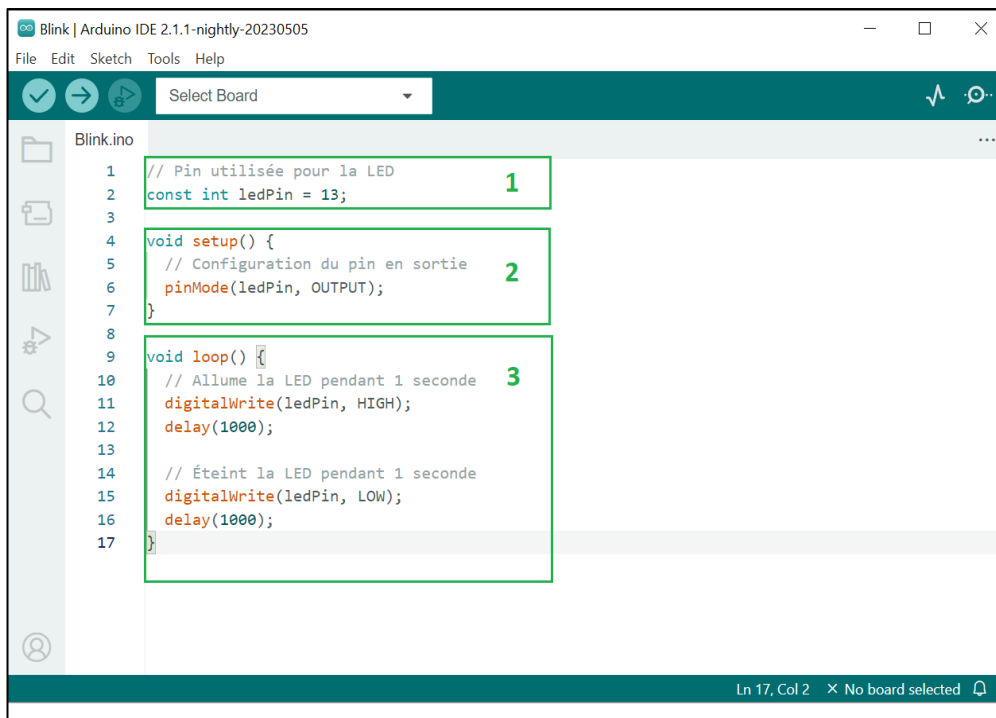 Blink | Arduino IDE 2.1.1-nightly-20230505
File Edit Sketch Tools Help
Select Board
Blink.ino
1 // Pin utilisée pour la LED
2 const int ledPin = 13;
3
4 void setup() {
5 // Configuration du pin en sortie
6 pinMode(ledPin, OUTPUT);
7 }
8
9 void loop() {
10 // Allume la LED pendant 1 seconde
11 digitalWrite(ledPin, HIGH);
12 delay(1000);
13
14 // Éteint la LED pendant 1 seconde
15 digitalWrite(ledPin, LOW);
16 delay(1000);
17 }
1
2
3
Ln 17, Col 2 × No board selected